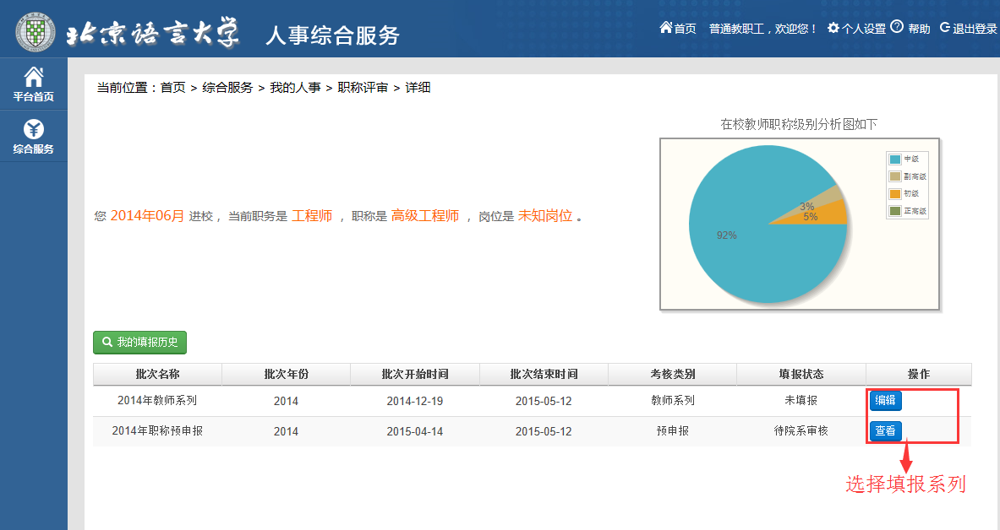 北京语言大学 人事综合服务
首页 普通教职工，欢迎您！ 个人设置 帮助 退出登录
平台首页
综合服务
当前位置：首页 > 综合服务 > 我的人事 > 职称评审 > 详细
在校教师职称级别分析图如下
中级
副高级
初级
正高级
3%
5%
92%
您 2014年06月 进校 ，当前职务是 工程师 ，职称是 高级工程师 ，岗位是 未知岗位 。
我的填报历史
批次名称 批次年份 批次开始时间 批次结束时间 考核类别 填报状态 操作
2014年教师系列 2014 2014-12-19 2015-05-12 教师系列 未填报 编辑
2014年职称预申报 2014 2015-04-14 2015-05-12 预申报 待院系审核 查看
选择填报系列